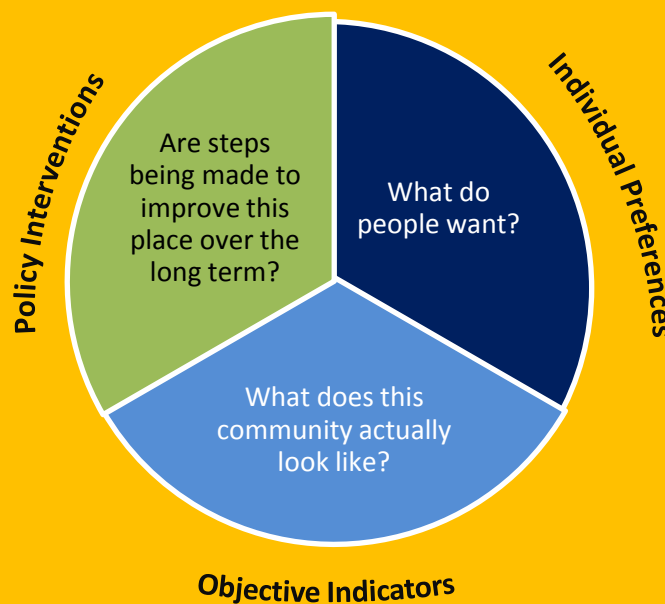 Policy Interventions
Are steps
being made to
improve this
place over the
long term?
Individual Preferences
What do
people want?
What does this
community actually
look like?
Objective Indicators